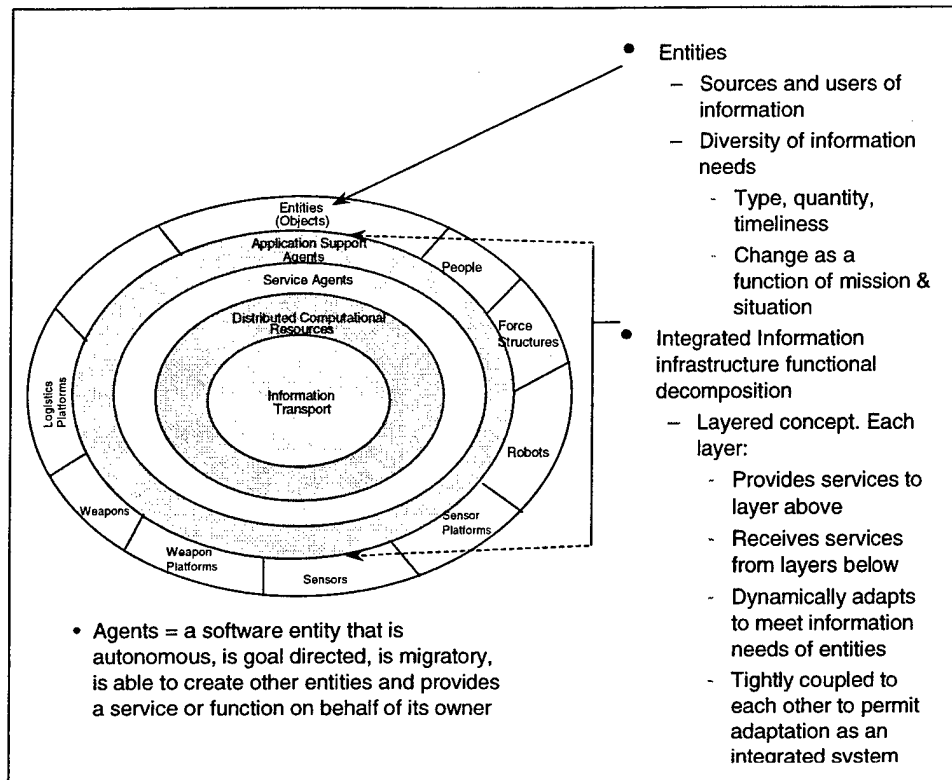 Entities
(Objects)
Application Support
Agents
Service Agents
Distributed Computational
Resources
Information
Transport
People
Force
Structures
Robots
Sensor
Platforms
Sensors
Weapon
Platforms
Weapons
Logistics
Platforms
• Agents = a software entity that is
autonomous, is goal directed, is migratory,
is able to create other entities and provides
a service or function on behalf of its owner
• Entities
– Sources and users of
information
– Diversity of information
needs
- Type, quantity,
timeliness
- Change as a
function of mission &
situation
• Integrated Information
infrastructure functional
decomposition
– Layered concept. Each
layer:
- Provides services to
layer above
- Receives services
from layers below
- Dynamically adapts
to meet information
needs of entities
- Tightly coupled to
each other to permit
adaptation as an
integrated system